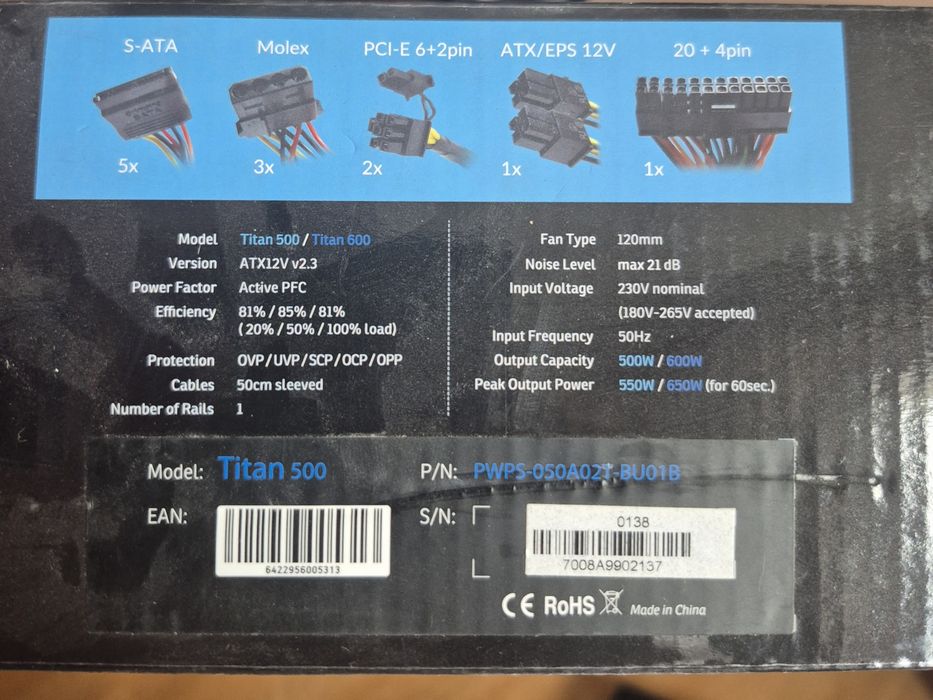 S-ATA Molex PCI-E 6+2pin ATX/EPS 12V 20 + 4pin
5x 3x 2x 1x 1x
Model Titan 500 / Titan 600
Version ATX12V v2.3
Power Factor Active PFC
Efficiency 81% / 85% / 81%
( 20% / 50% / 100% load)
Protection OVP / UVP / SCP / OCP / OPP
Cables 50cm sleeved
Number of Rails 1
Fan Type 120mm
Noise Level max 21 dB
Input Voltage 230V nominal
(180V-265V accepted)
Input Frequency 50Hz
Output Capacity 500W / 600W
Peak Output Power 550W / 650W (for 60sec.)
Model: Titan 500 P/N: PWPS-050A02T-BU01B
EAN: S/N:
6422956005313
0138
7008A9902137
CE RoHS Made in China